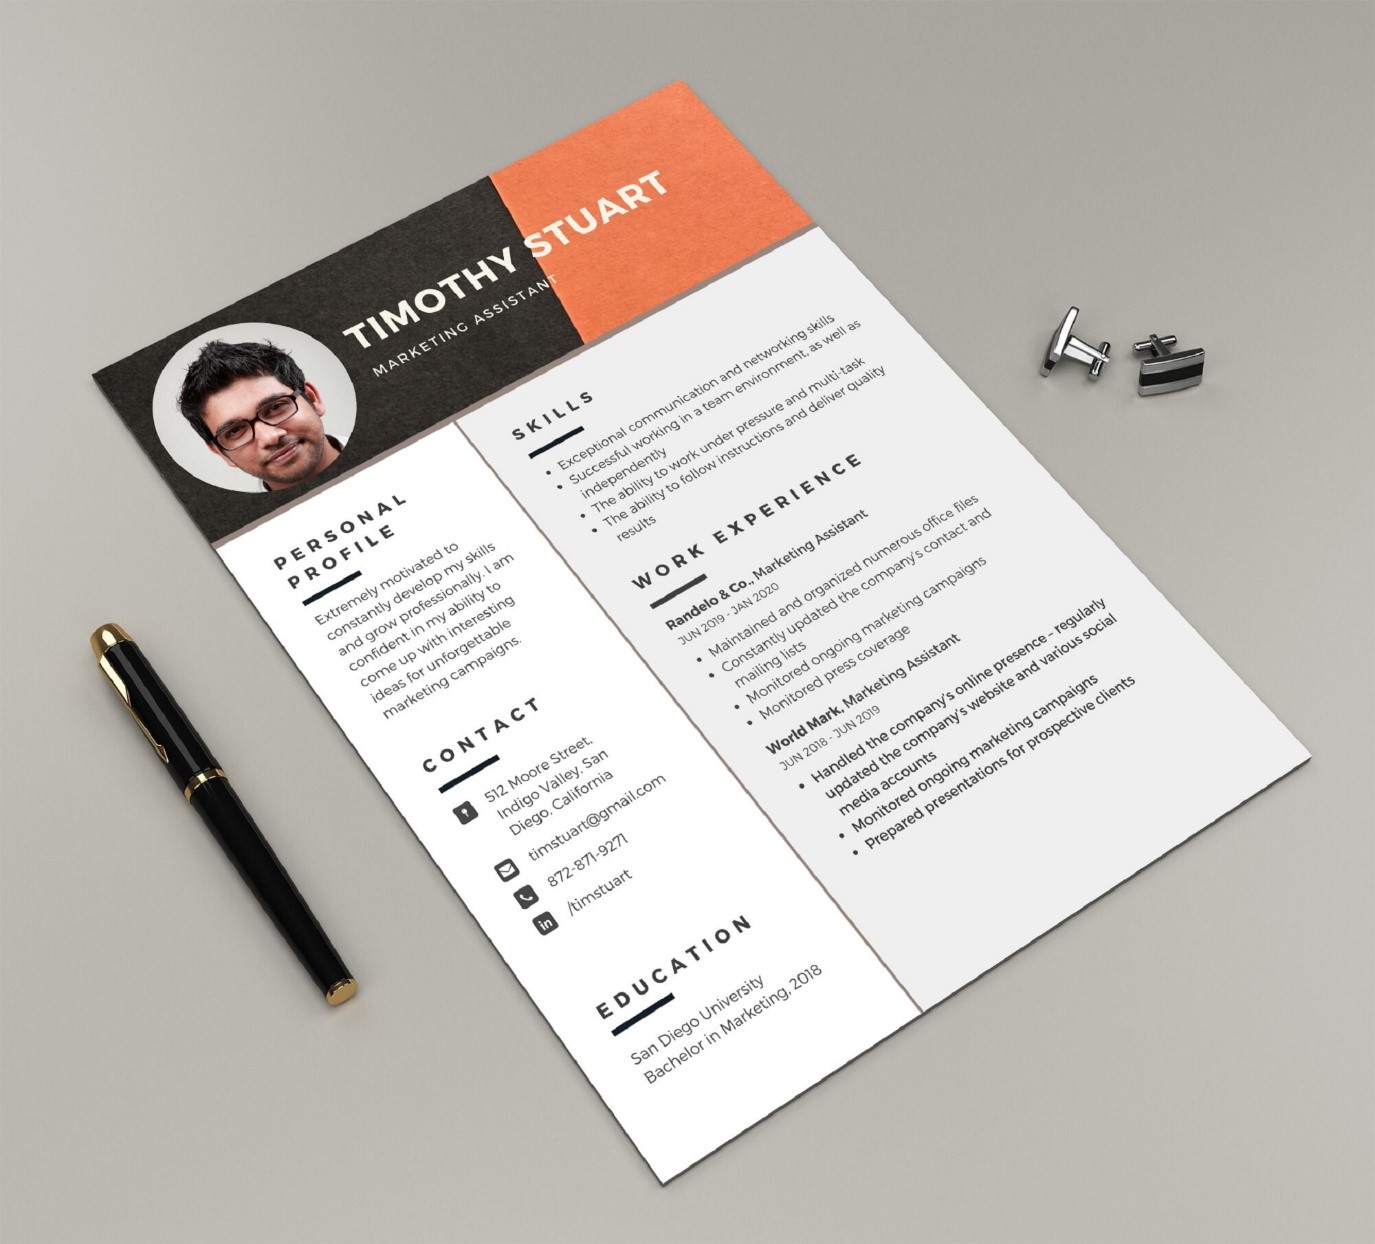 TIMOTHY STUART
MARKETING ASSISTANT
PERSONAL
PROFILE
Extremely motivated to
constantly develop my skills
and grow professionally. I am
confident in my ability to
come up with interesting
ideas for unforgettable
marketing campaigns.
CONTACT
512 Moore Street,
Indigo Valley, San
Diego, California
timstuart@gmail.com
872-871-9271
in /timstuart
EDUCATION
San Diego University
Bachelor in Marketing, 2018
SKILLS
• Exceptional communication and networking skills
• Successful working in a team environment, as well as
independently
• The ability to work under pressure and multi-task
• The ability to follow instructions and deliver quality
results
WORK EXPERIENCE
Randelo & Co., Marketing Assistant
JUN 2019 - JAN 2020
• Maintained and organized numerous office files
• Constantly updated the company's contact and
mailing lists
• Monitored ongoing marketing campaigns
• Monitored press coverage
World Mark, Marketing Assistant
JUN 2018 - JUN 2019
• Handled the company's online presence – regularly
updated the company's website and various social
media accounts
• Monitored ongoing marketing campaigns
• Prepared presentations for prospective clients